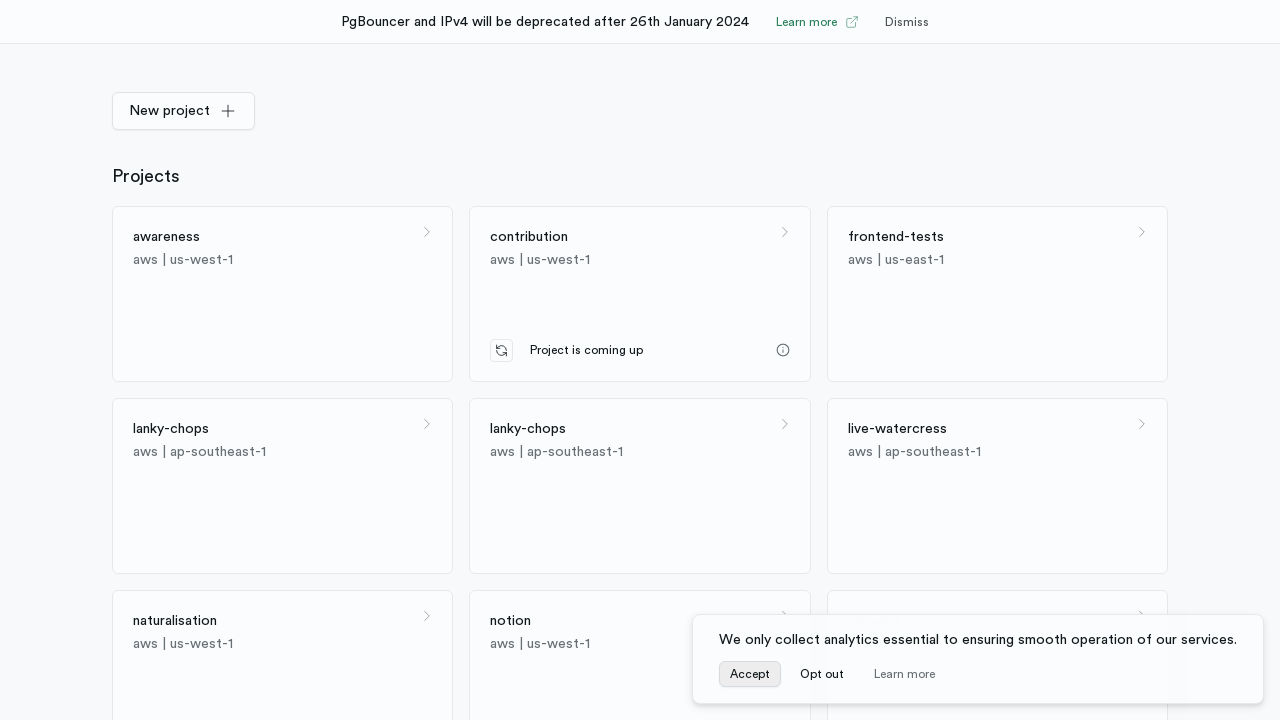 PgBouncer and IPv4 will be deprecated after 26th January 2024 Learn more Dismiss
New project
Projects
awareness
aws | us-west-1
contribution
aws | us-west-1
Project is coming up
frontend-tests
aws | us-east-1
lanky-chops
aws | ap-southeast-1
lanky-chops
aws | ap-southeast-1
live-watercress
aws | ap-southeast-1
naturalisation
aws | us-west-1
notion
aws | us-west-1
We only collect analytics essential to ensuring smooth operation of our services.
Accept Opt out Learn more